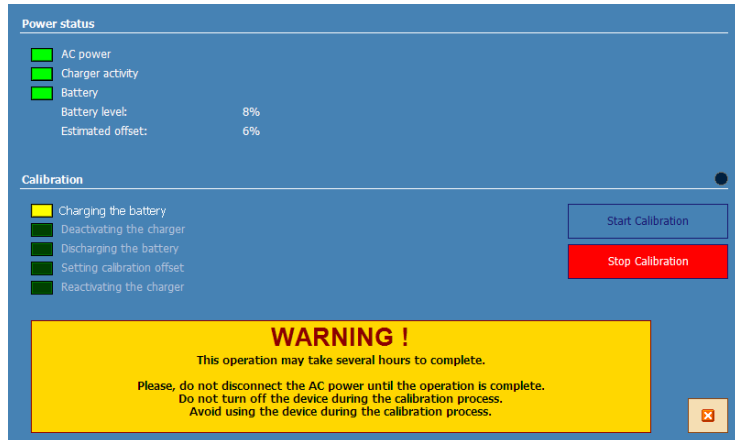 Power status
AC power
Charger activity
Battery
Battery level: 8%
Estimated offset: 6%
Calibration
Charging the battery
Deactivating the charger
Discharging the battery
Setting calibration offset
Reactivating the charger
Start Calibration
Stop Calibration
WARNING !
This operation may take several hours to complete.
Please, do not disconnect the AC power until the operation is complete.
Do not turn off the device during the calibration process.
Avoid using the device during the calibration process.